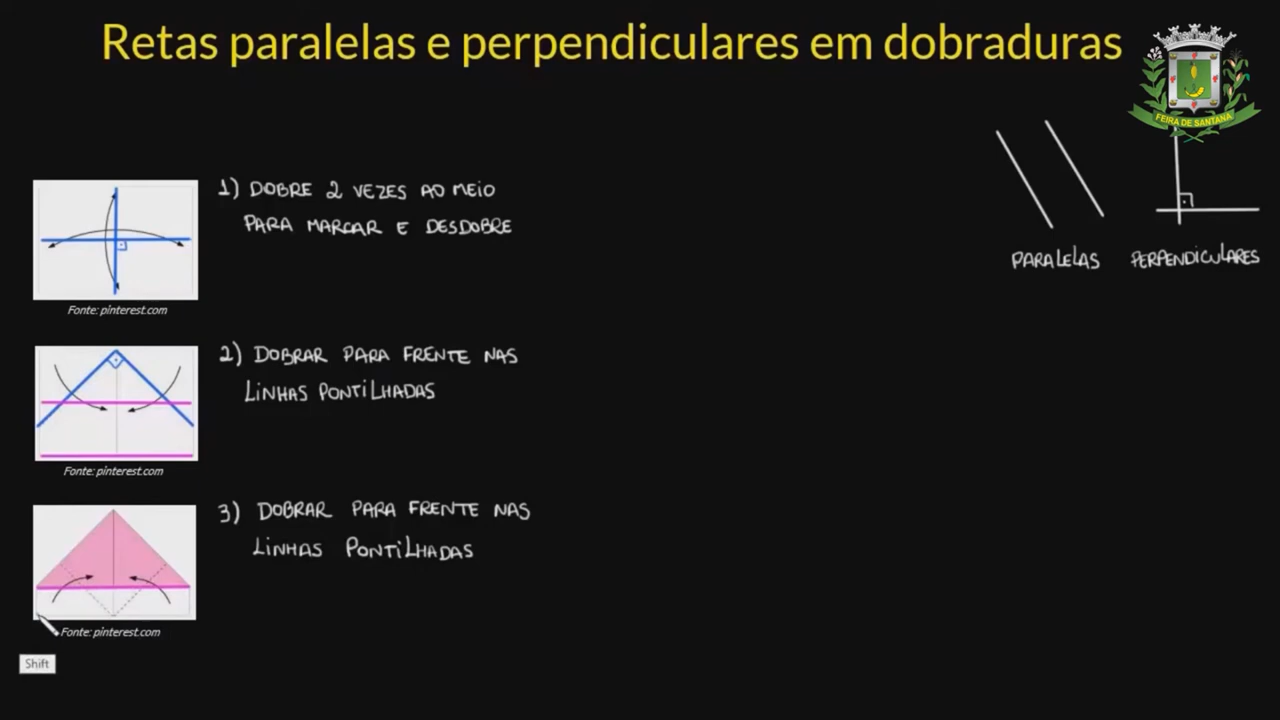 Retas paralelas e perpendiculares em dobraduras
FEIRA DE SANTANA
PARALELAS
PERPENDICULARES
1) DOBRE 2 VEZES AO MEIO
PARA MARCAR E DESDOBRE
Fonte: pinterest.com
2) DOBRAR PARA FRENTE NAS
LINHAS PONTILHADAS
Fonte: pinterest.com
3) DOBRAR PARA FRENTE NAS
LINHAS PONTILHADAS
Fonte: pinterest.com
Shift